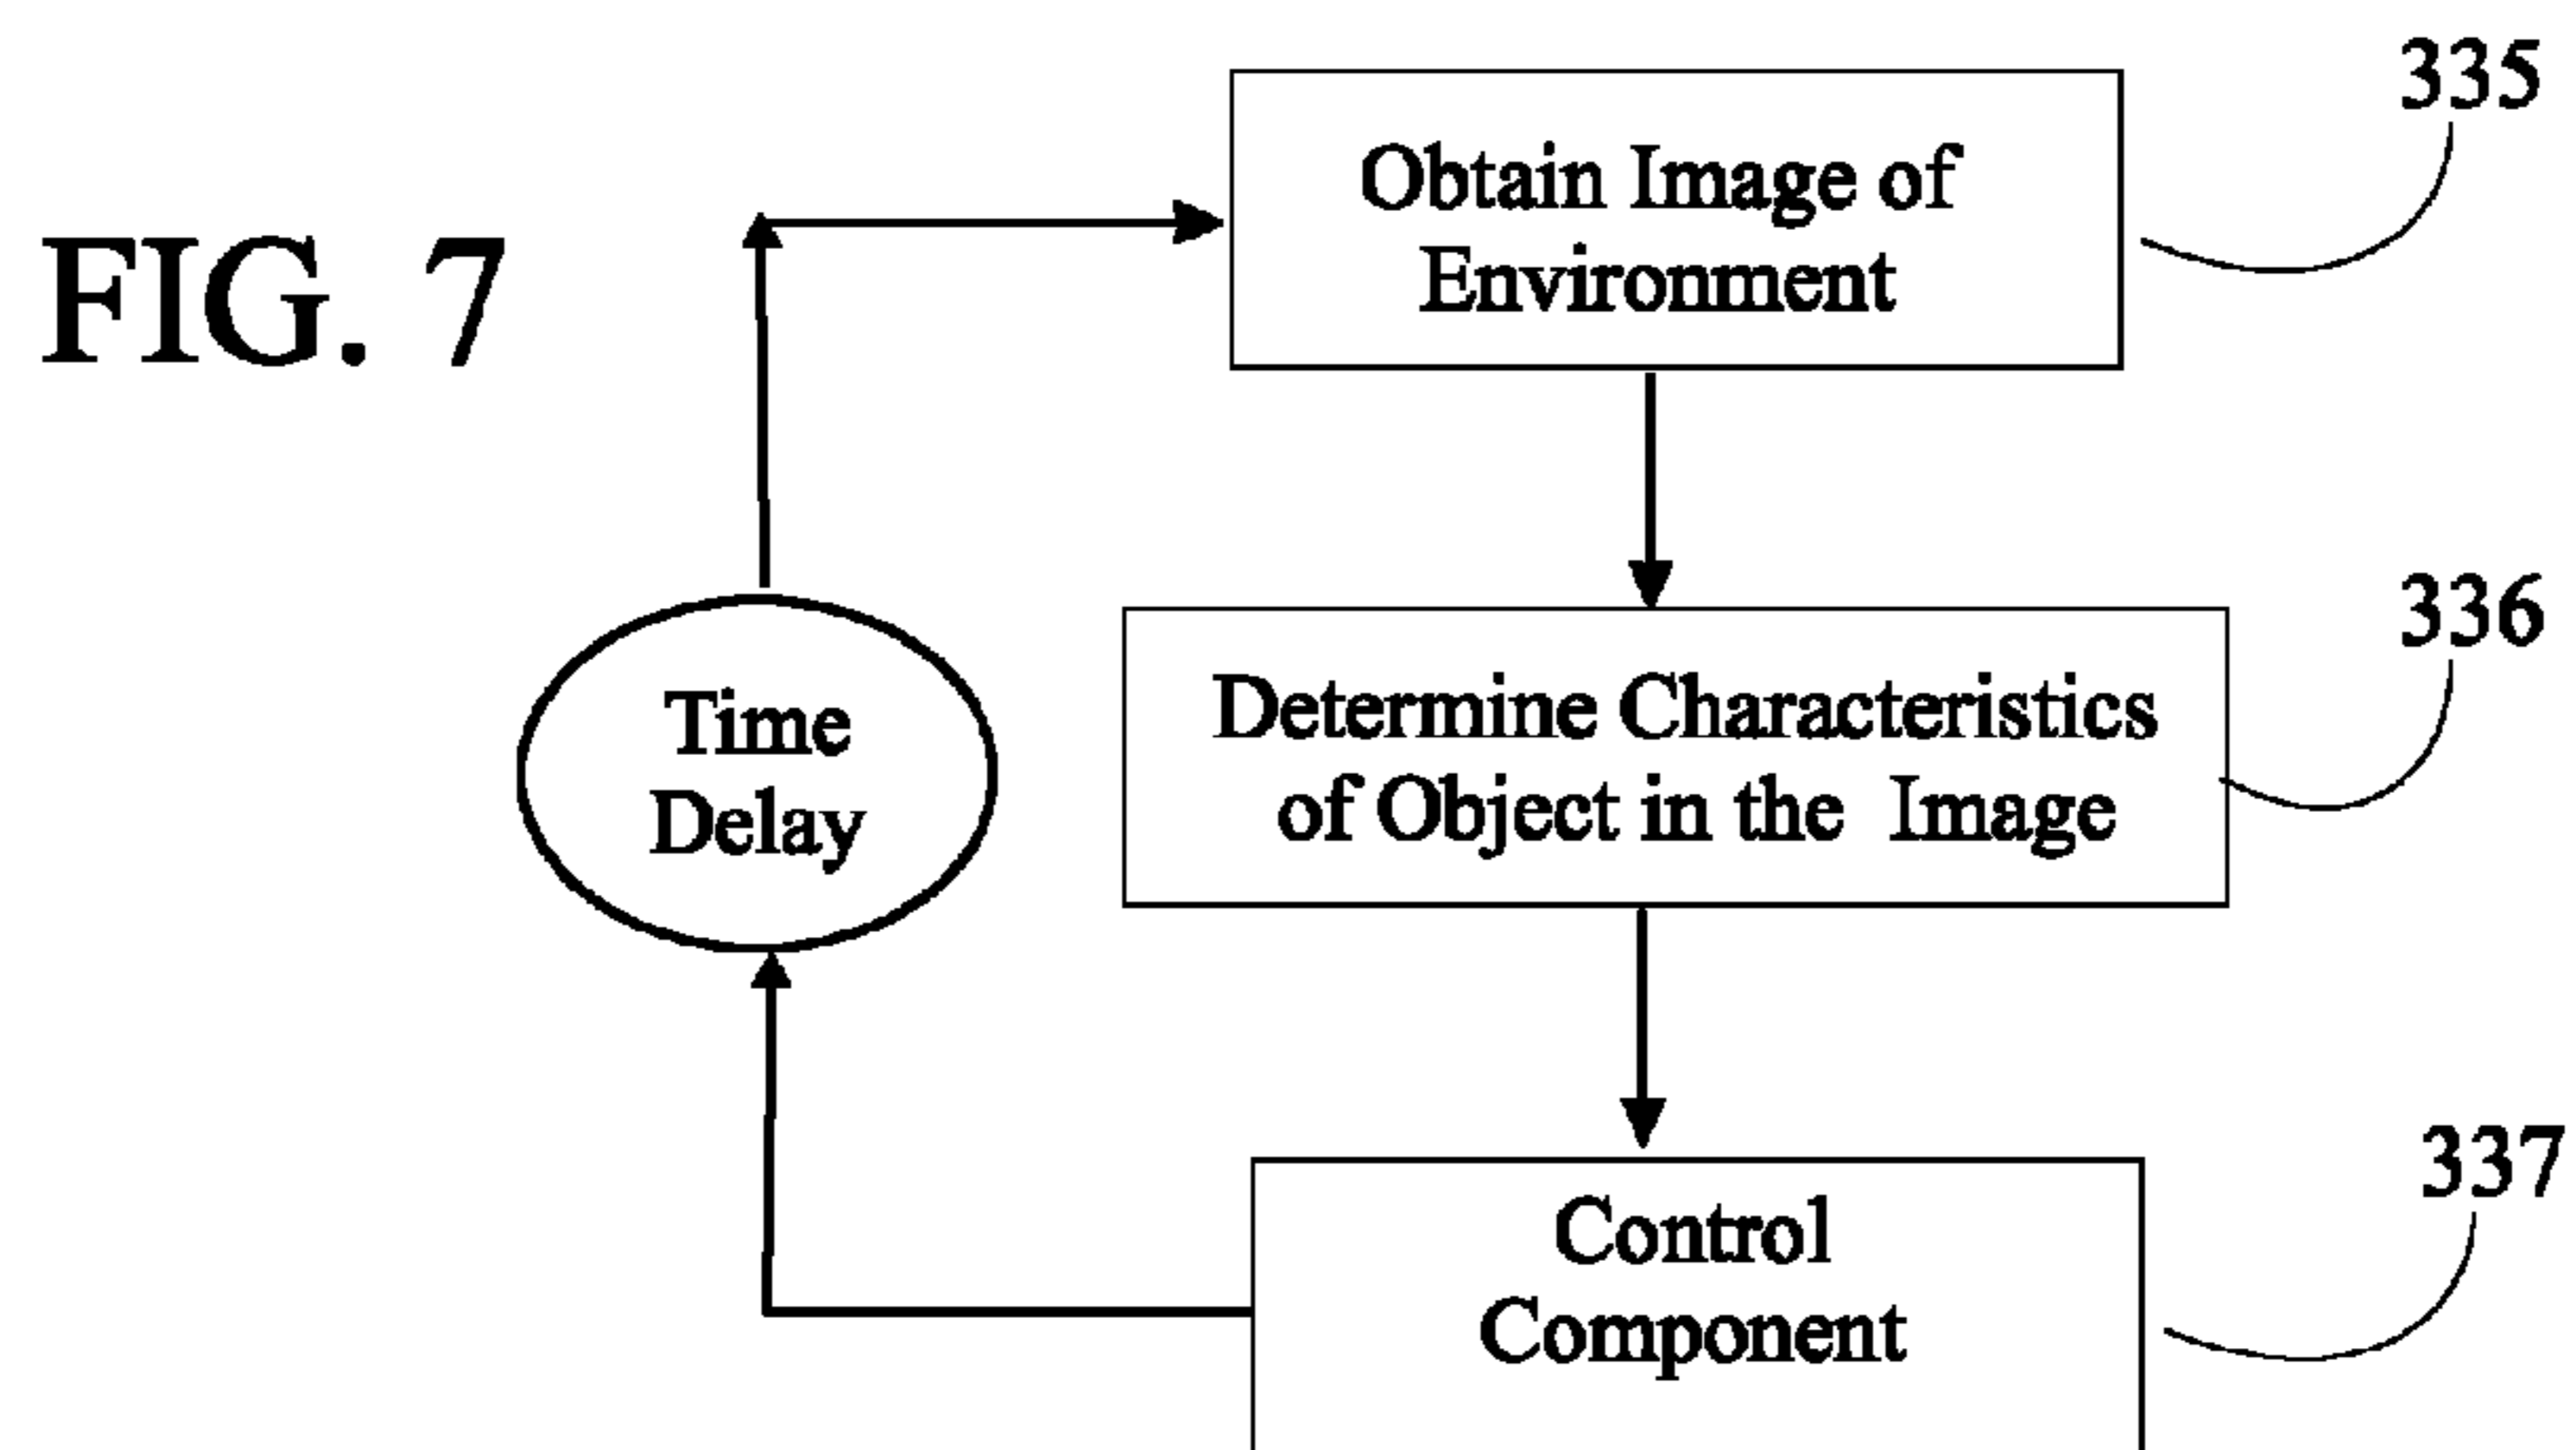 FIG. 7
Obtain Image of
Environment
335
Time
Delay
Determine Characteristics
of Object in the Image
336
Control
Component
337